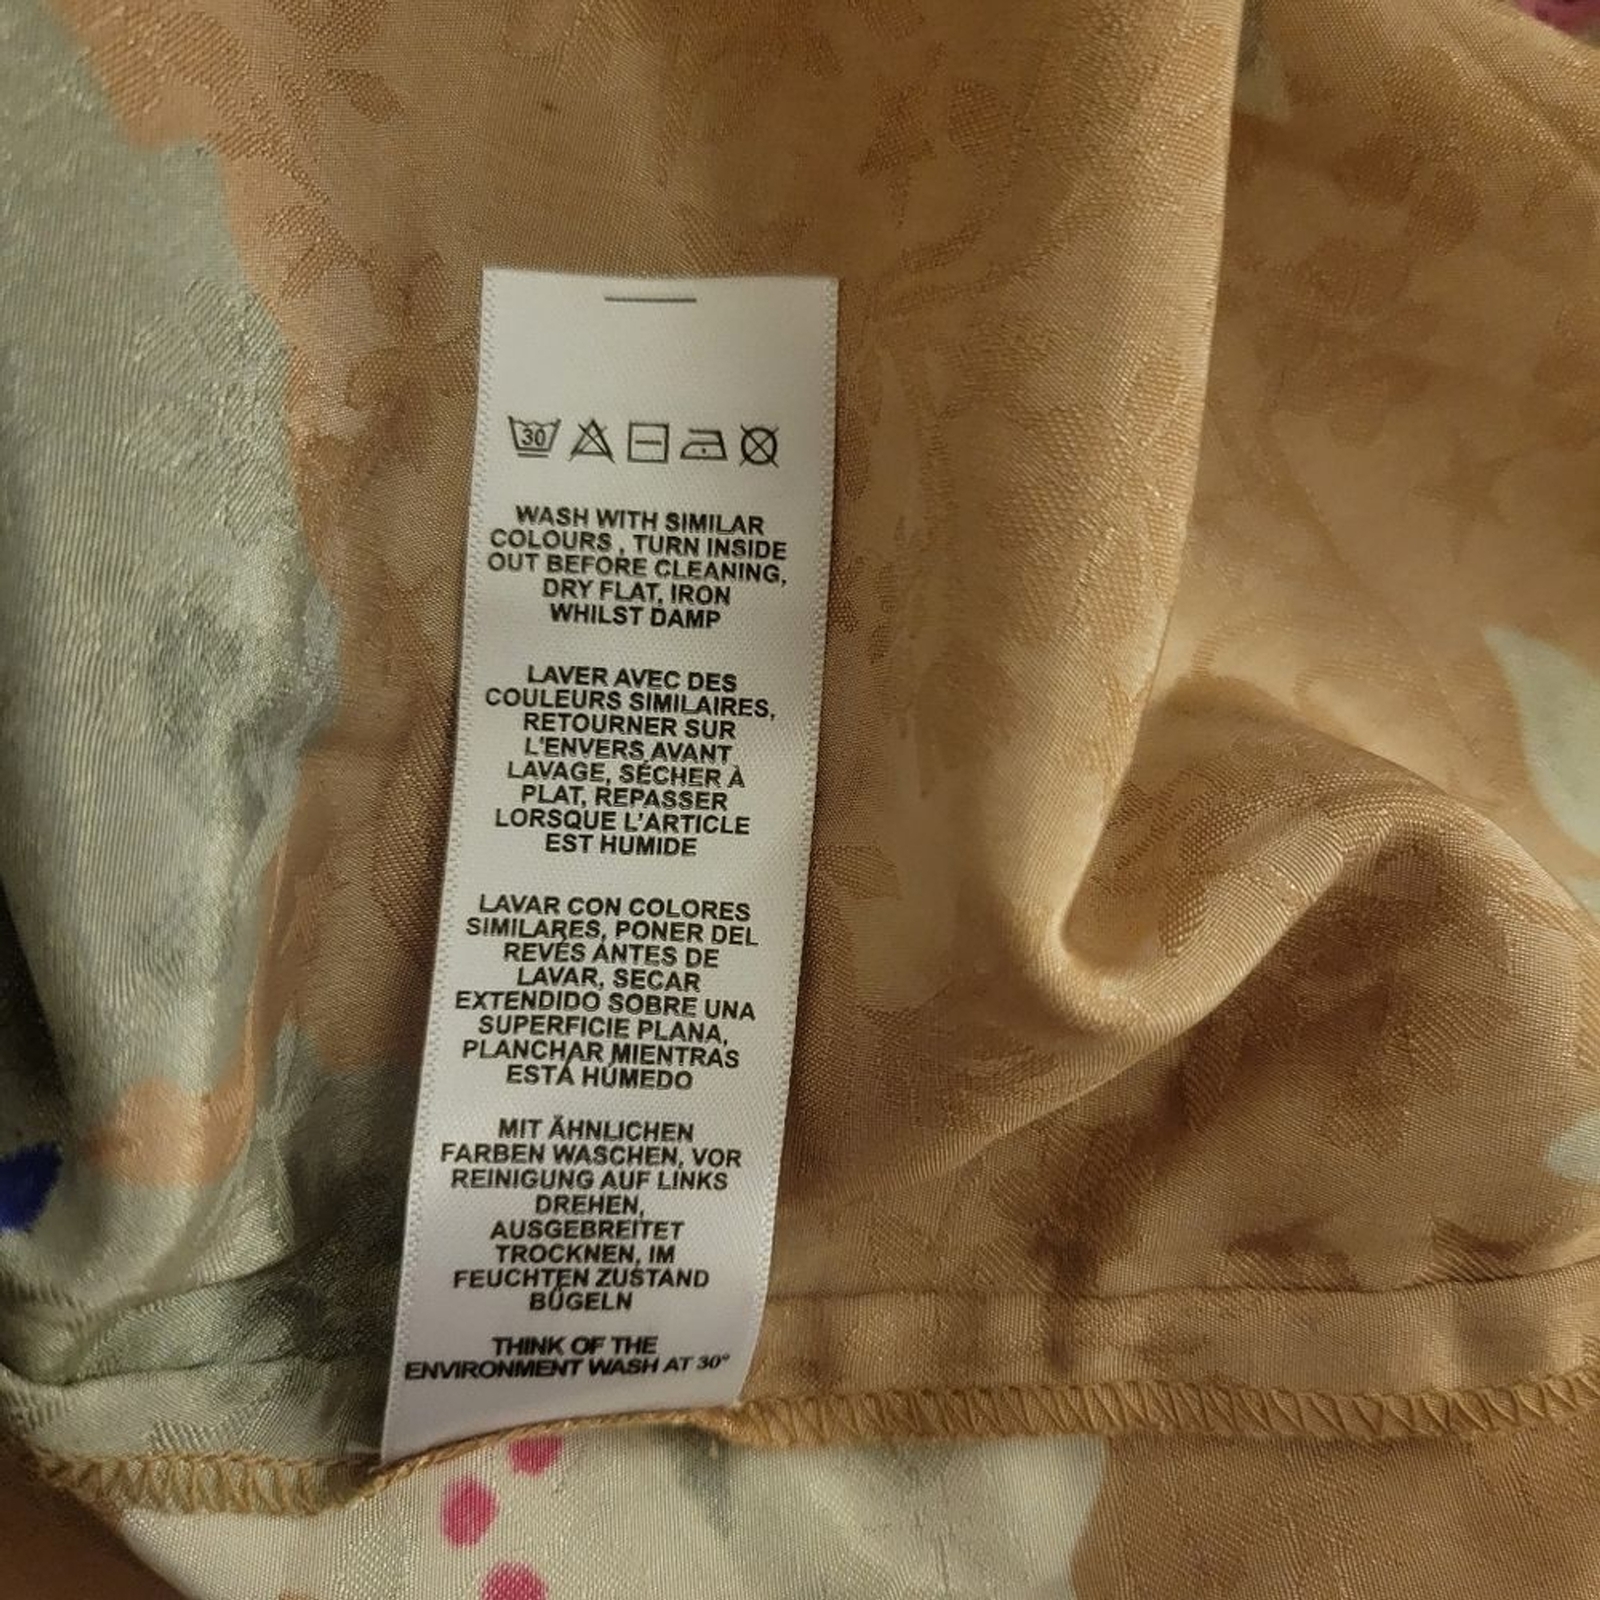 30
WASH WITH SIMILAR
COLOURS , TURN INSIDE
OUT BEFORE CLEANING,
DRY FLAT, IRON
WHILST DAMP
LAVER AVEC DES
COULEURS SIMILAIRES,
RETOURNER SUR
L'ENVERS AVANT
LAVAGE, SÉCHER À
PLAT, REPASSER
LORSQUE L'ARTICLE
EST HUMIDE
LAVAR CON COLORES
SIMILARES, PONER DEL
REVÉS ANTES DE
LAVAR, SECAR
EXTENDIDO SOBRE UNA
SUPERFICIE PLANA,
PLANCHAR MIENTRAS
ESTÁ HÚMEDO
MIT ÄHNLICHEN
FARBEN WASCHEN, VOR
REINIGUNG AUF LINKS
DREHEN,
AUSGEBREITET
TROCKNEN, IM
FEUCHTEN ZUSTAND
BÜGELN
THINK OF THE
ENVIRONMENT WASH AT 30°